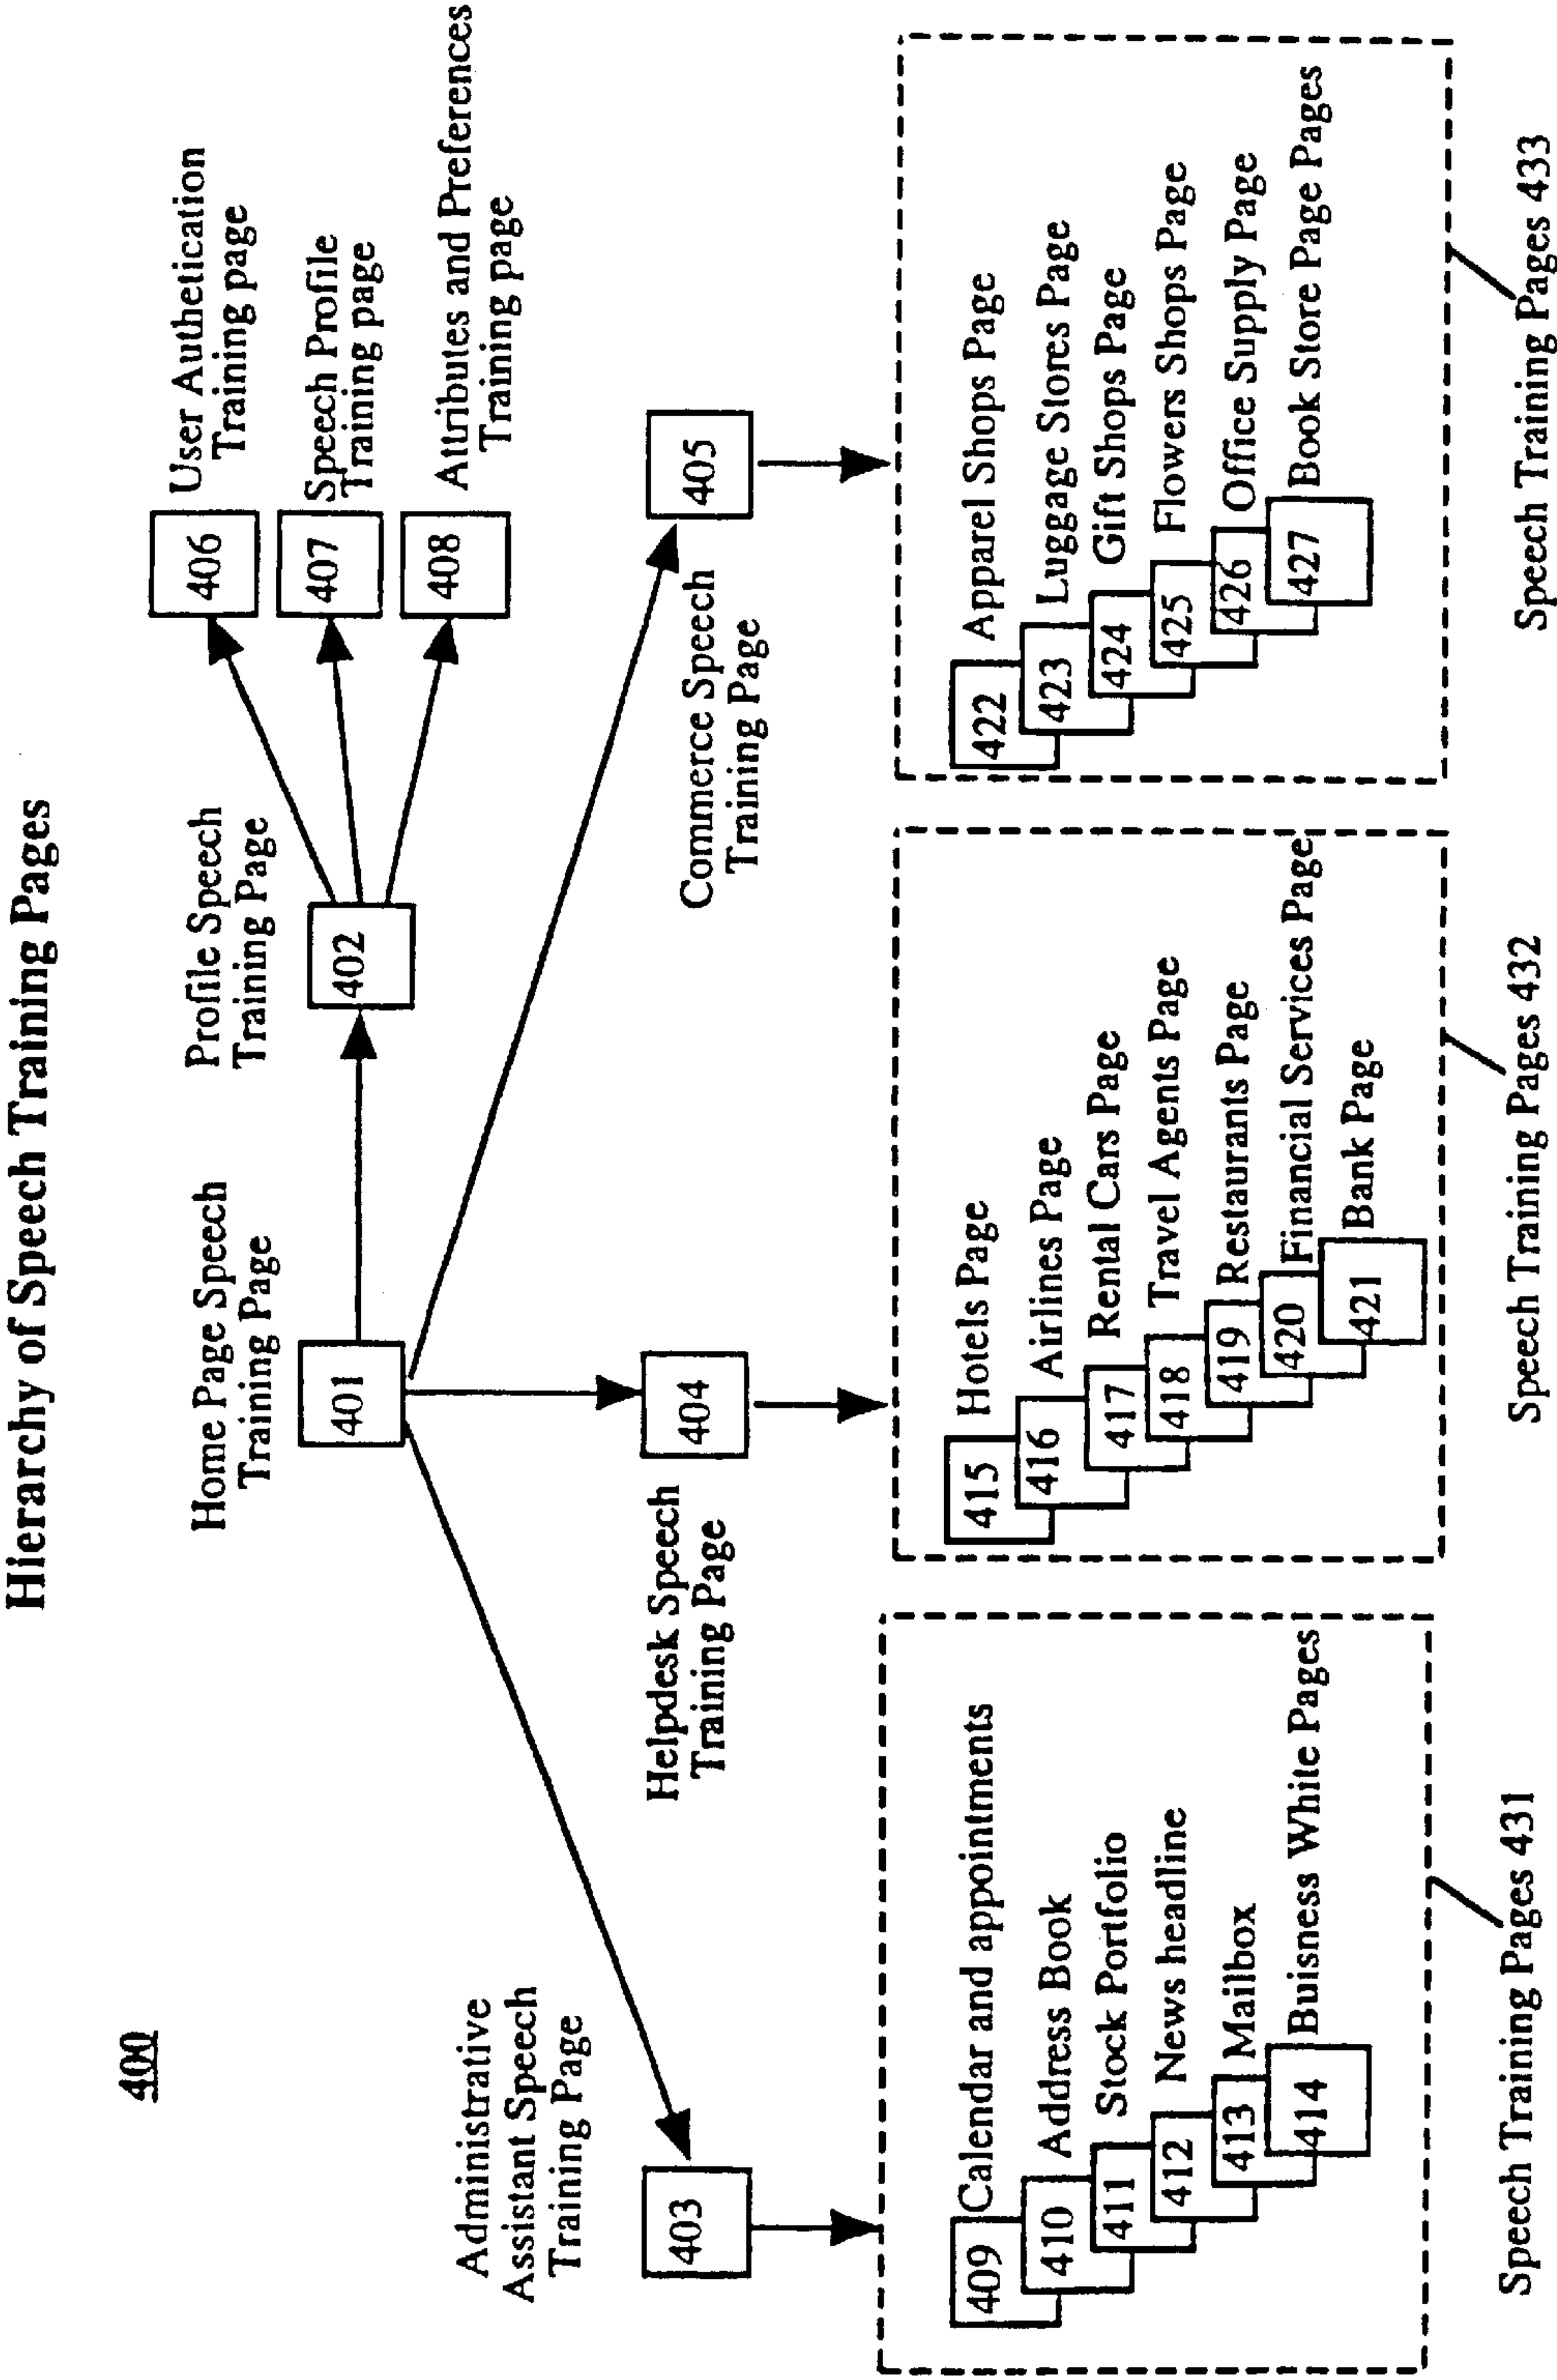 Hierarchy of Speech Training Pages
400
Home Page Speech
Training Page
401
Profile Speech
Training Page
402
406
User Authetication
Training page
407
Speech Profile
Training page
408
Attributes and Preferences
Training page
Administrative
Assistant Speech
Training Page
403
Helpdesk Speech
Training Page
404
Commerce Speech
Training Page
405
409 Calendar and appointments
410 Address Book
411 Stock Portfolio
412 News headline
413 Mailbox
414 Buisness White Pages
Speech Training Pages 431
415 Hotels Page
416 Airlines Page
417 Rental Cars Page
418 Travel Agents Page
419 Restaurants Page
420 Financial Services Page
421 Bank Page
Speech Training Pages 432
422 Apparel Shops Page
423 Luggage Stores Page
424 Gift Shops Page
425 Flowers Shops Page
426 Office Supply Page
427 Book Store Page Pages
Speech Training Pages 433